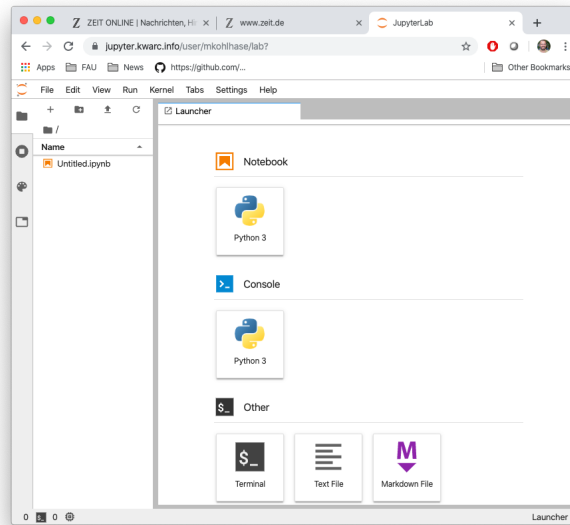 Z ZEIT ONLINE | Nachrichten, Hi
Z www.zeit.de
JupyterLab
jupyter.kwarc.info/user/mkohlhase/lab?
Apps FAU News https://github.com/... Other Bookmarks
File Edit View Run Kernel Tabs Settings Help
Launcher
/
Name
Untitled.ipynb
Notebook
Python 3
Console
Python 3
$_ Other
$_
M
Terminal Text File Markdown File
0 $_ 0 Launcher